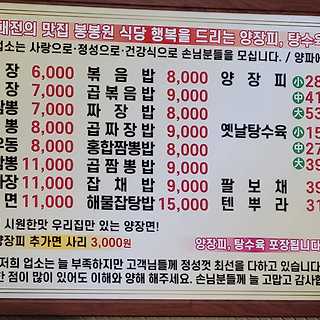 대전의 맛집 봉봉원 식당 행복을 드리는 양장피, 탕수육
업소는 사랑으로·정성으로·건강식으로 손님분들을 모십니다. / 양파에
장 6,000 볶음밥 8,000 양장피 小 28
장 7,000 곱볶음밥 9,000 中 41
짬뽕 7,000 짜장밥 8,000 大 53
뽕 8,000 곱짜장밥 9,000 옛날탕수육 小 15
우동 8,000 홍합짬뽕밥 8,000 中 27
짬뽕 11,000 곱짬뽕밥 9,000 大 39
짜장 11,000 잡채밥 9,000 팔보채 39
면 11,000 해물잡탕밥 15,000 텐뿌라 31
시원한맛 우리집만 있는 양장면!
양장피 추가면 사리 3,000원 양장피, 탕수육 포장됩니다
저희 업소는 늘 부족하지만 고객님들께 정성껏 최선을 다하고 있습니다
한 점이 많이 있어도 이해와 양해 해주세요. 손님분들께 늘 고맙고 감사합